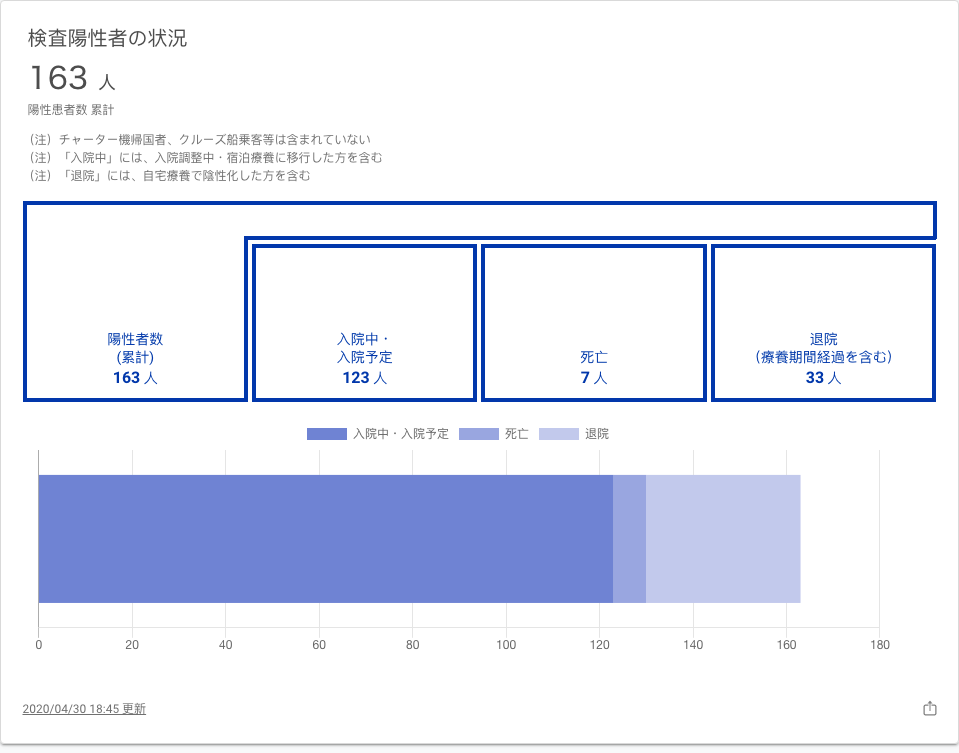 検査陽性者の状況
163 人
陽性患者数 累計
（注）チャーター機帰国者、クルーズ船乗客等は含まれていない
（注）「入院中」には、入院調整中・宿泊療養に移行した方を含む
（注）「退院」には、自宅療養で陰性化した方を含む
陽性者数
(累計)
163 人
入院中・
入院予定
123 人
死亡
7 人
退院
（療養期間経過を含む）
33 人
入院中・入院予定 死亡 退院
0 20 40 60 80 100 120 140 160 180
2020/04/30 18:45 更新